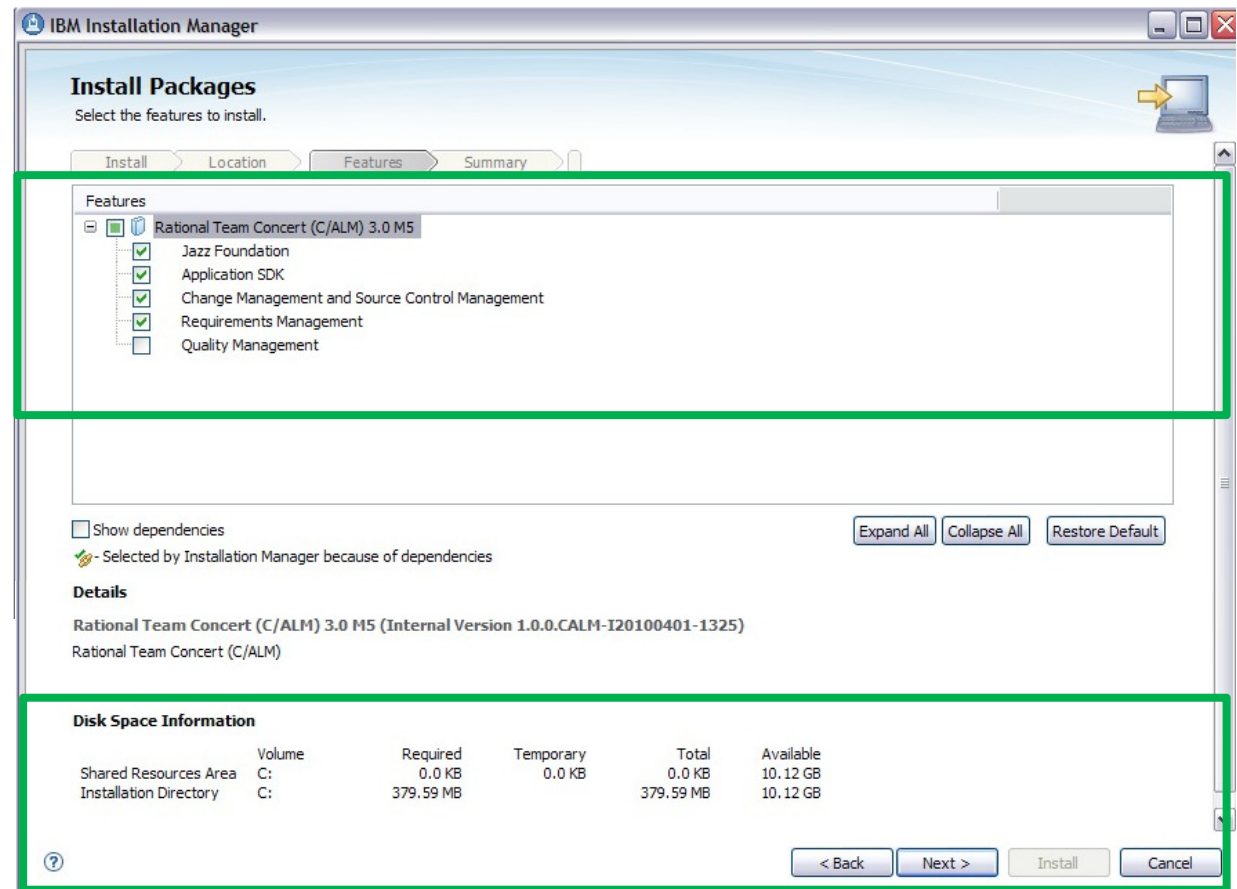 IBM Installation Manager
Install Packages
Select the features to install.
Install Location Features Summary
Features
Rational Team Concert (C/ALM) 3.0 M5
Jazz Foundation
Application SDK
Change Management and Source Control Management
Requirements Management
Quality Management
Show dependencies
Expand All Collapse All Restore Default
- Selected by Installation Manager because of dependencies
Details
Rational Team Concert (C/ALM) 3.0 M5 (Internal Version 1.0.0.CALM-I20100401-1325)
Rational Team Concert (C/ALM)
Disk Space Information
Volume Required Temporary Total Available
Shared Resources Area C: 0.0 KB 0.0 KB 0.0 KB 10.12 GB
Installation Directory C: 379.59 MB 379.59 MB 10.12 GB
? < Back Next > Install Cancel